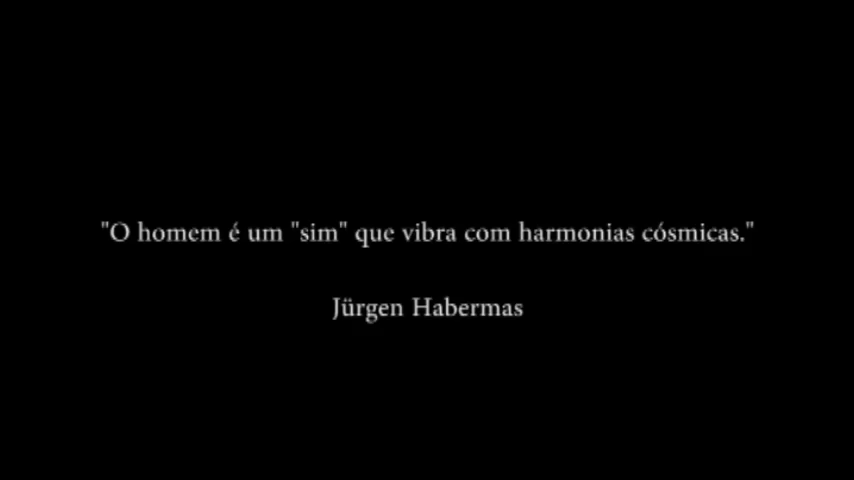 "O homem é um "sim" que vibra com harmonias cósmicas."
Jürgen Habermas